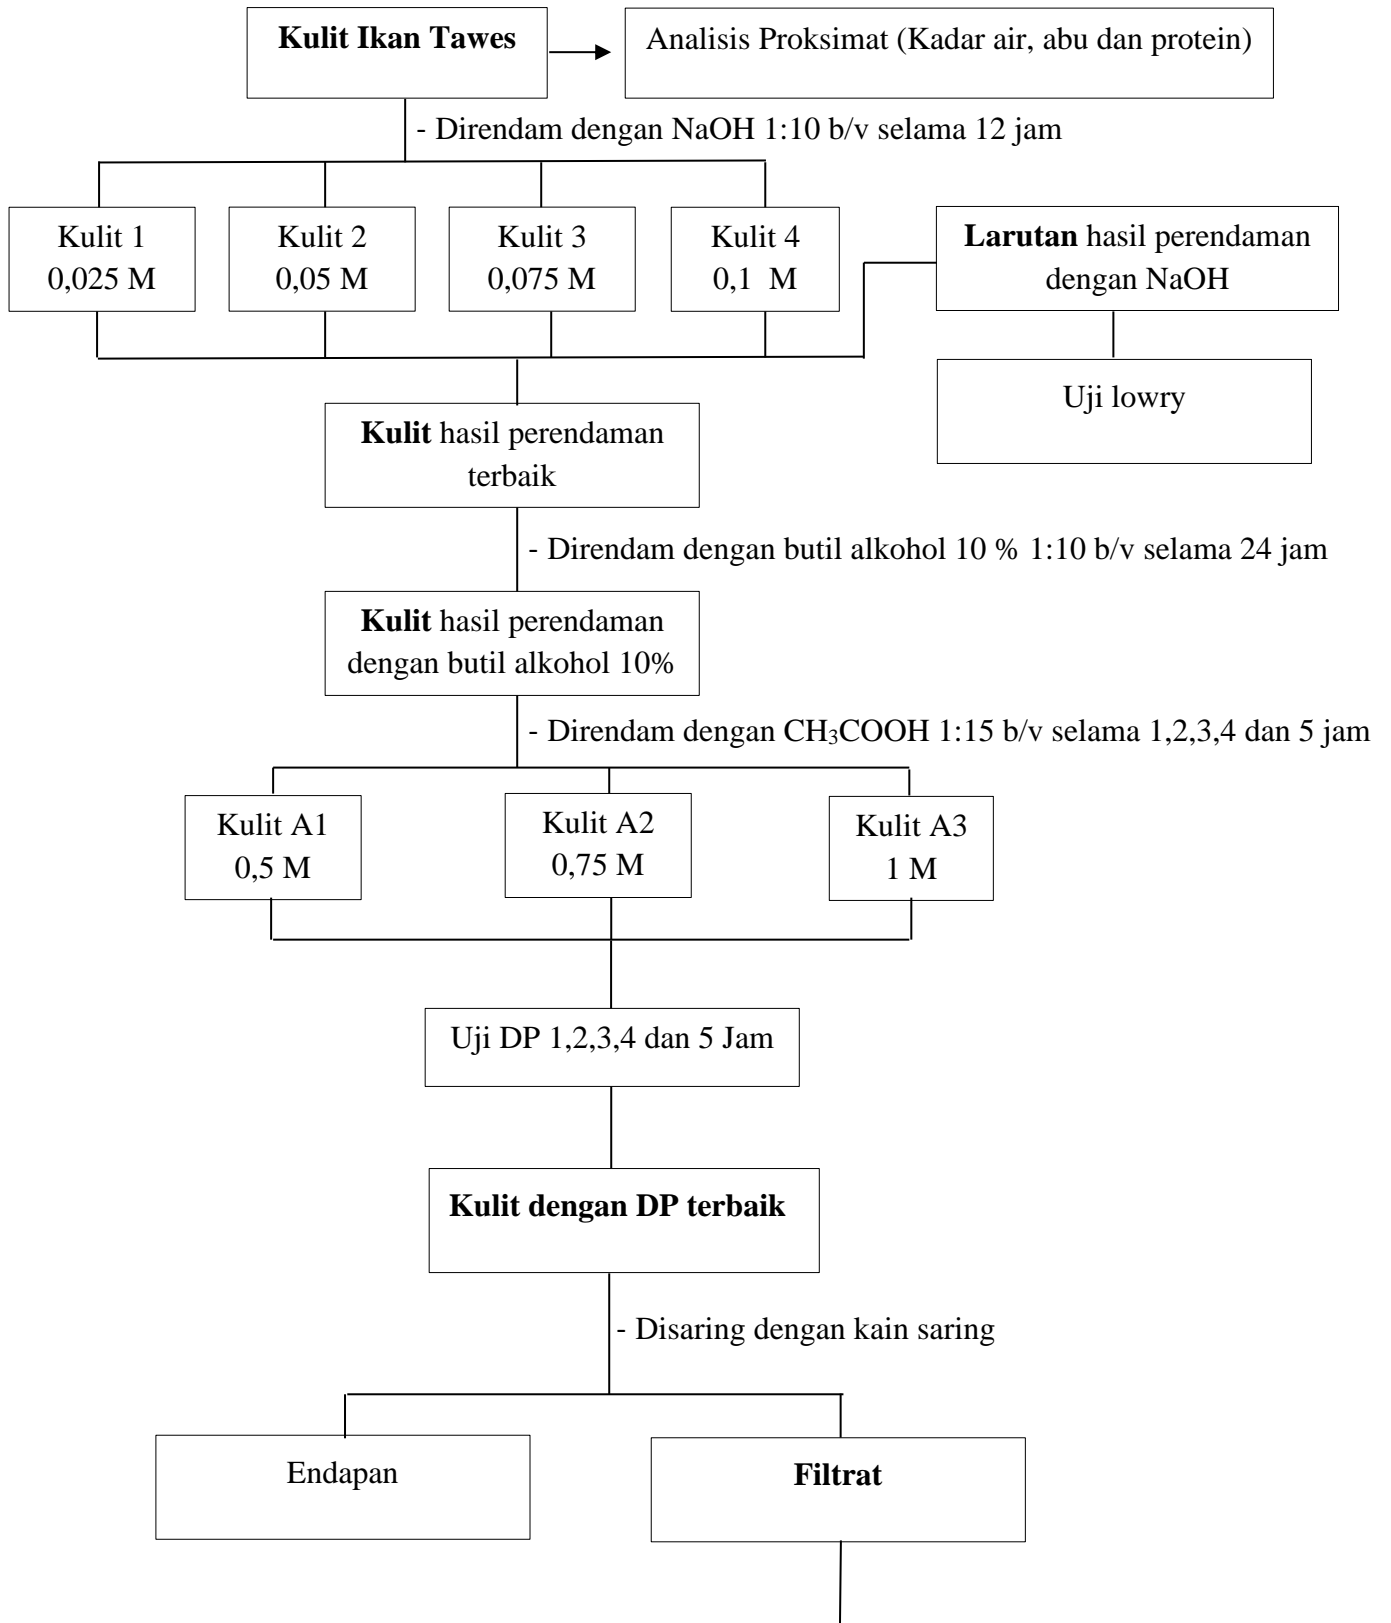 Kulit Ikan Tawes
Analisis Proksimat (Kadar air, abu dan protein)
- Direndam dengan NaOH 1:10 b/v selama 12 jam
Kulit 1
0,025 M
Kulit 2
0,05 M
Kulit 3
0,075 M
Kulit 4
0,1 M
Larutan hasil perendaman
dengan NaOH
Uji lowry
Kulit hasil perendaman
terbaik
- Direndam dengan butil alkohol 10 % 1:10 b/v selama 24 jam
Kulit hasil perendaman
dengan butil alkohol 10%
- Direndam dengan CH₃COOH 1:15 b/v selama 1,2,3,4 dan 5 jam
Kulit A1
0,5 M
Kulit A2
0,75 M
Kulit A3
1 M
Uji DP 1,2,3,4 dan 5 Jam
Kulit dengan DP terbaik
- Disaring dengan kain saring
Endapan
Filtrat